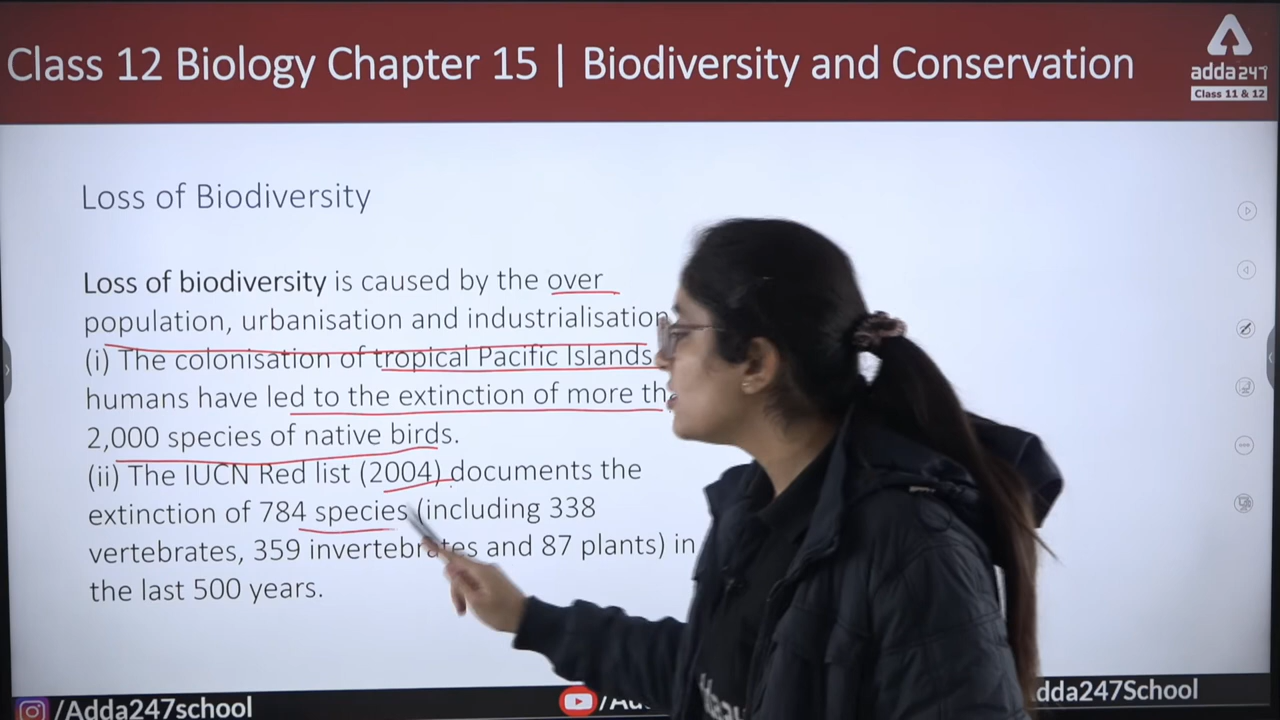 Class 12 Biology Chapter 15 | Biodiversity and Conservation
adda247
Class 11 & 12
Loss of Biodiversity
Loss of biodiversity is caused by the over
population, urbanisation and industrialisation
(i) The colonisation of tropical Pacific Islands
humans have led to the extinction of more
2,000 species of native birds.
(ii) The IUCN Red list (2004) documents the
extinction of 784 species (including 338
vertebrates, 359 invertebrates and 87 plants) in
the last 500 years.
/Adda247school
dda247School